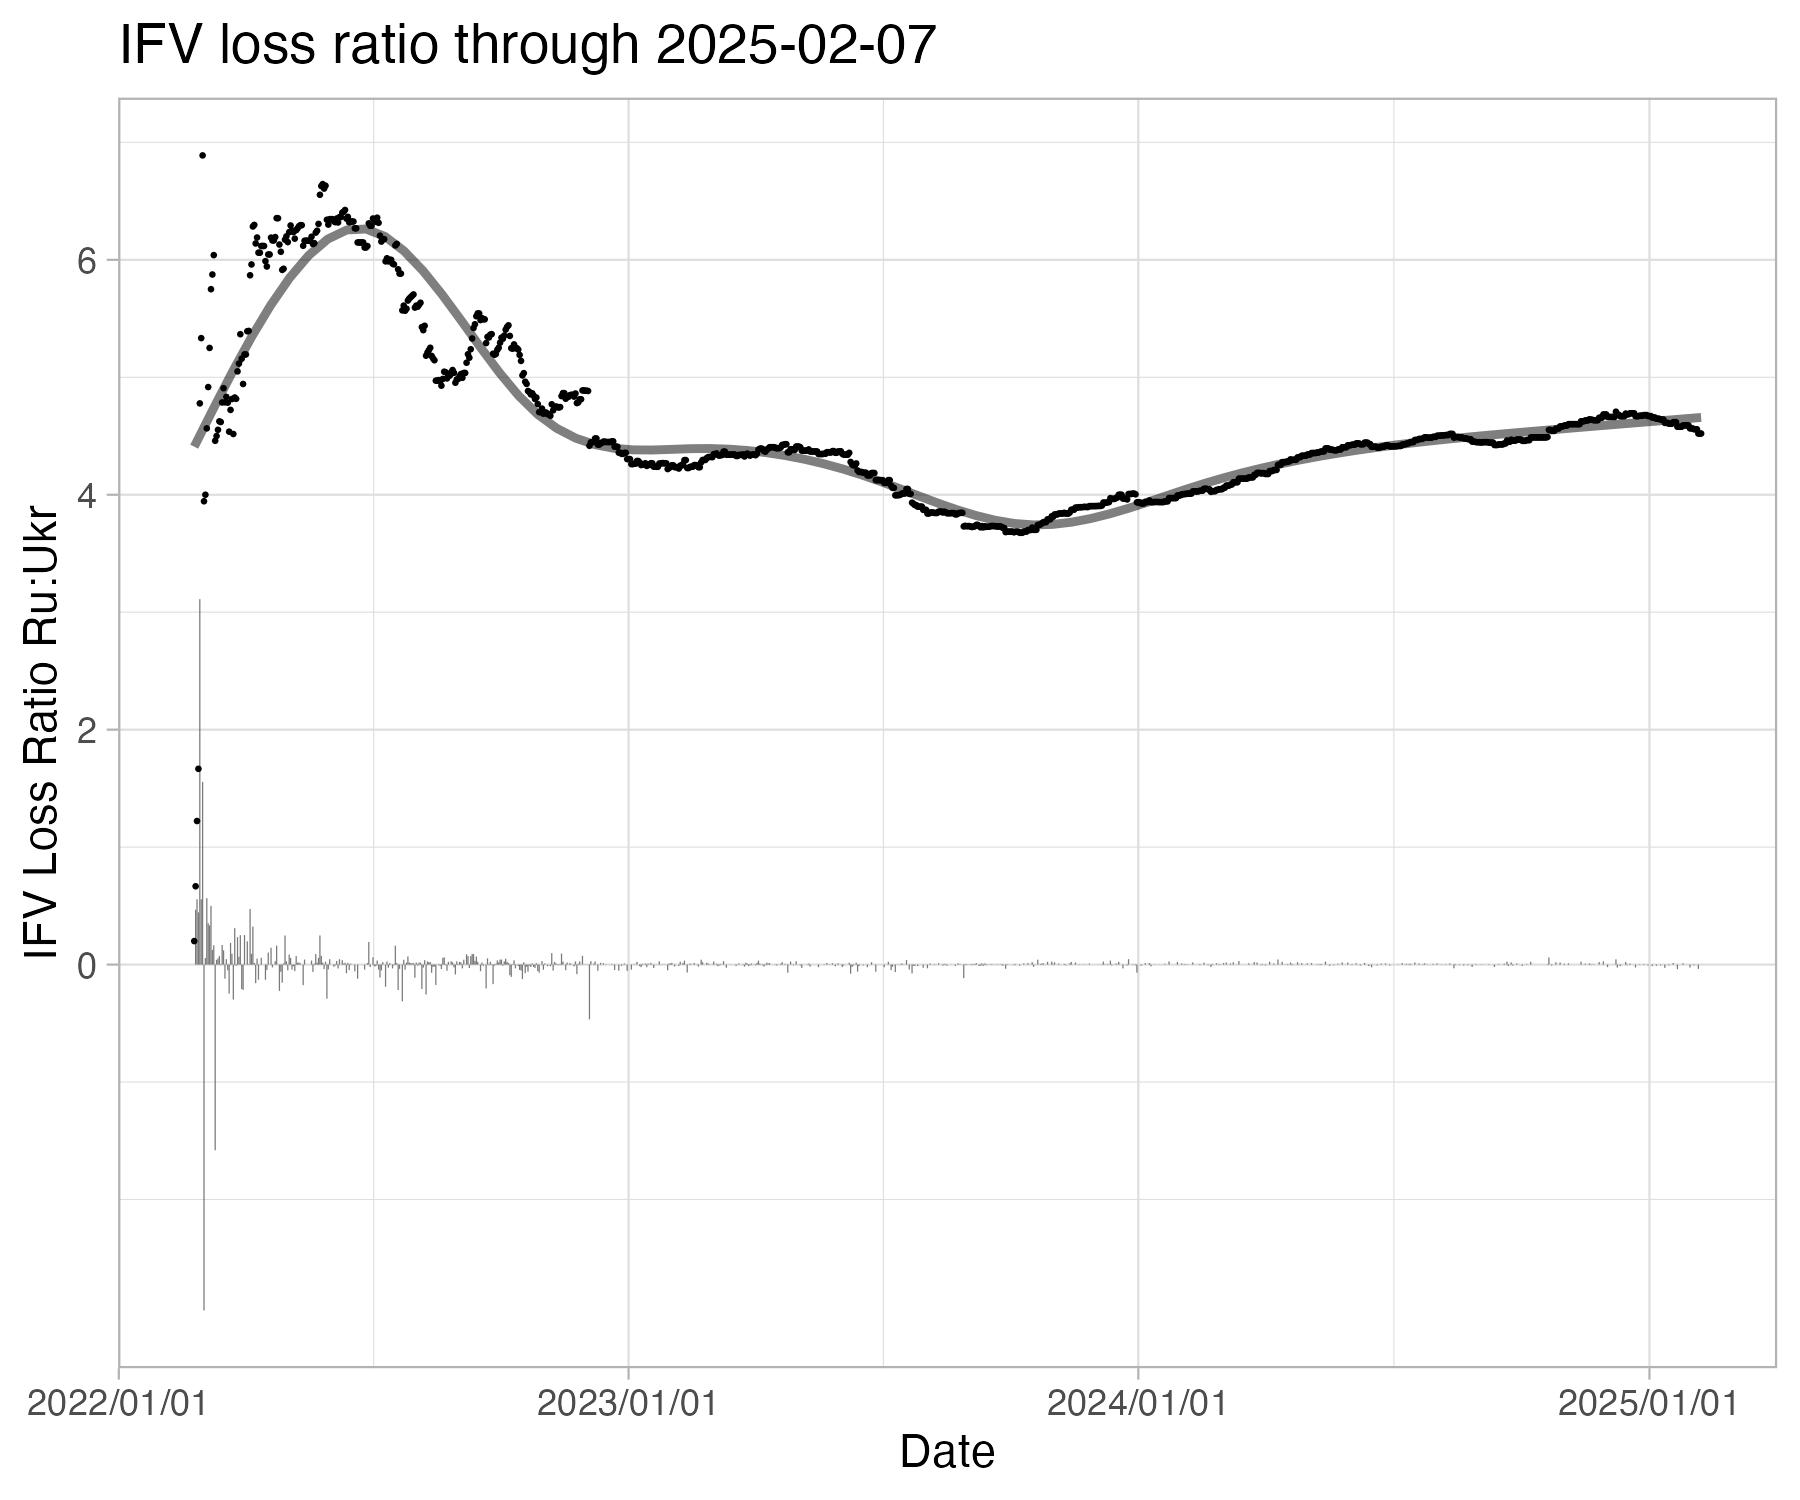 IFV loss ratio through 2025-02-07
IFV Loss Ratio Ru:Ukr
6
4
2
0
2022/01/01
2023/01/01
2024/01/01
2025/01/01
Date